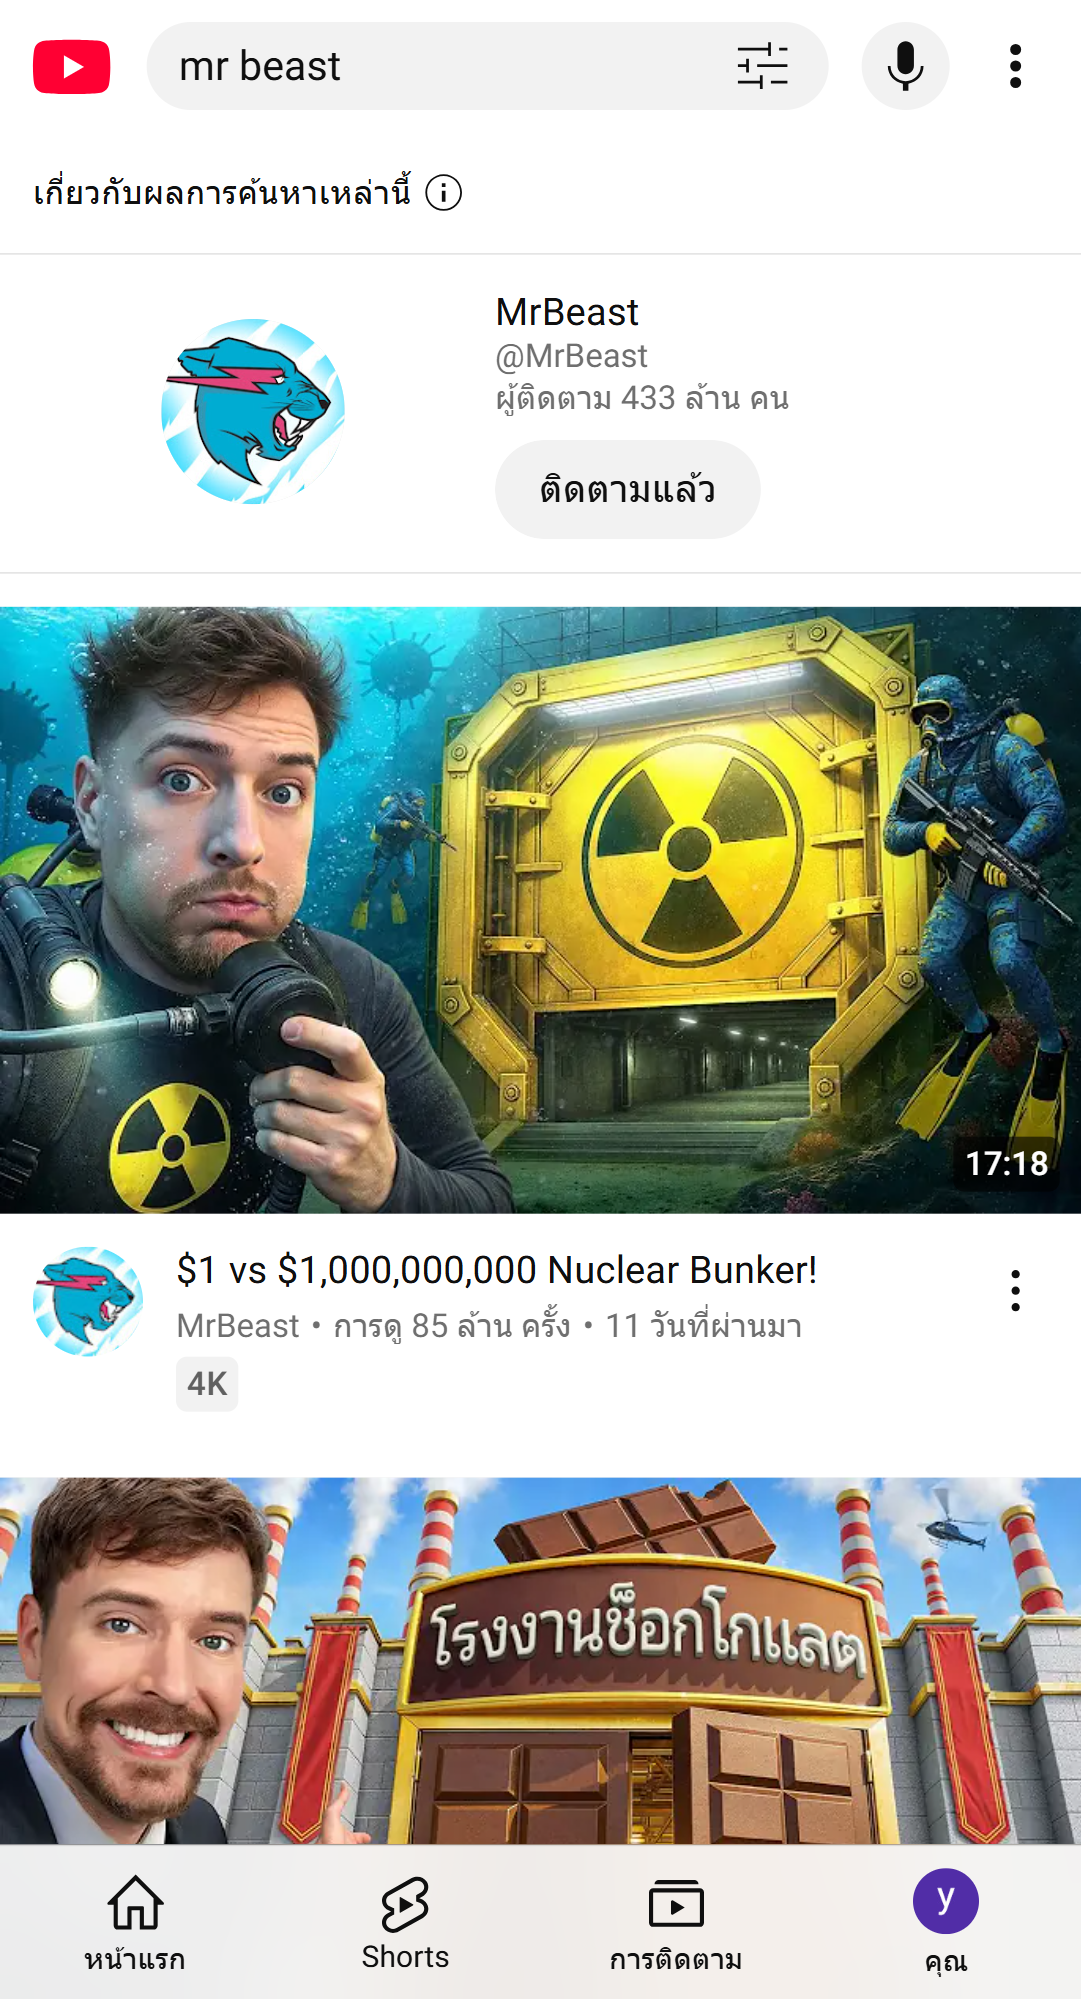 mr beast
เกี่ยวกับผลการค้นหาเหล่านี้
MrBeast
@MrBeast
ผู้ติดตาม 433 ล้าน คน
ติดตามแล้ว
17:18
$1 vs $1,000,000,000 Nuclear Bunker!
MrBeast • การดู 85 ล้าน ครั้ง • 11 วันที่ผ่านมา
4K
โรงงานช็อกโกแลต
หน้าแรก
Shorts
การติดตาม
y
คุณ